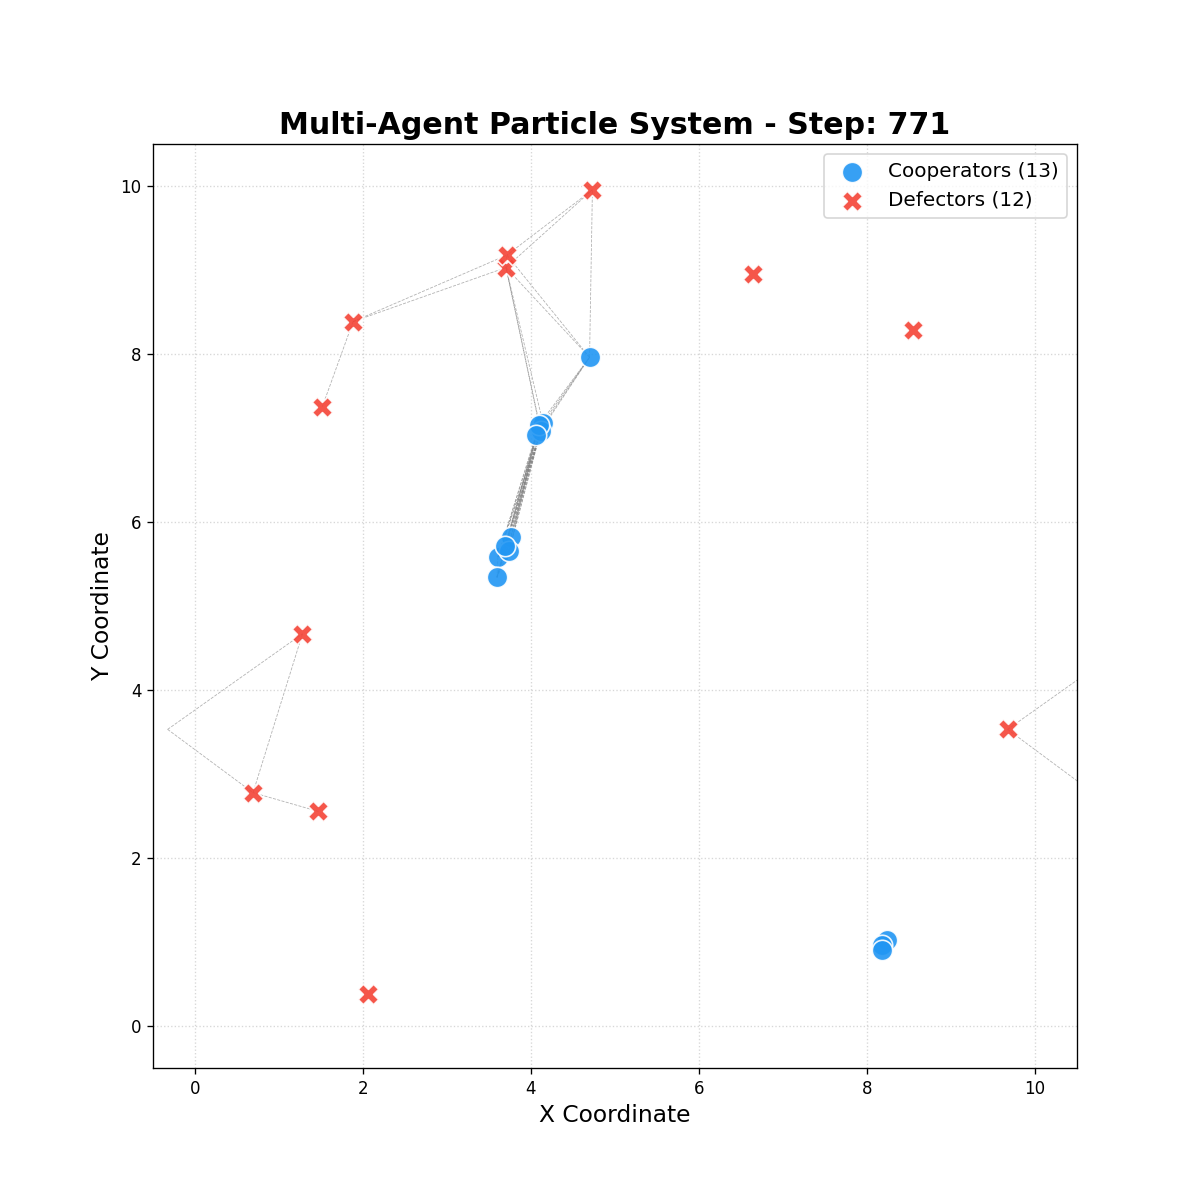 Multi-Agent Particle System - Step: 771
Cooperators (13)
Defectors (12)
10
8
6
4
2
0
Y Coordinate
0 2 4 6 8 10
X Coordinate